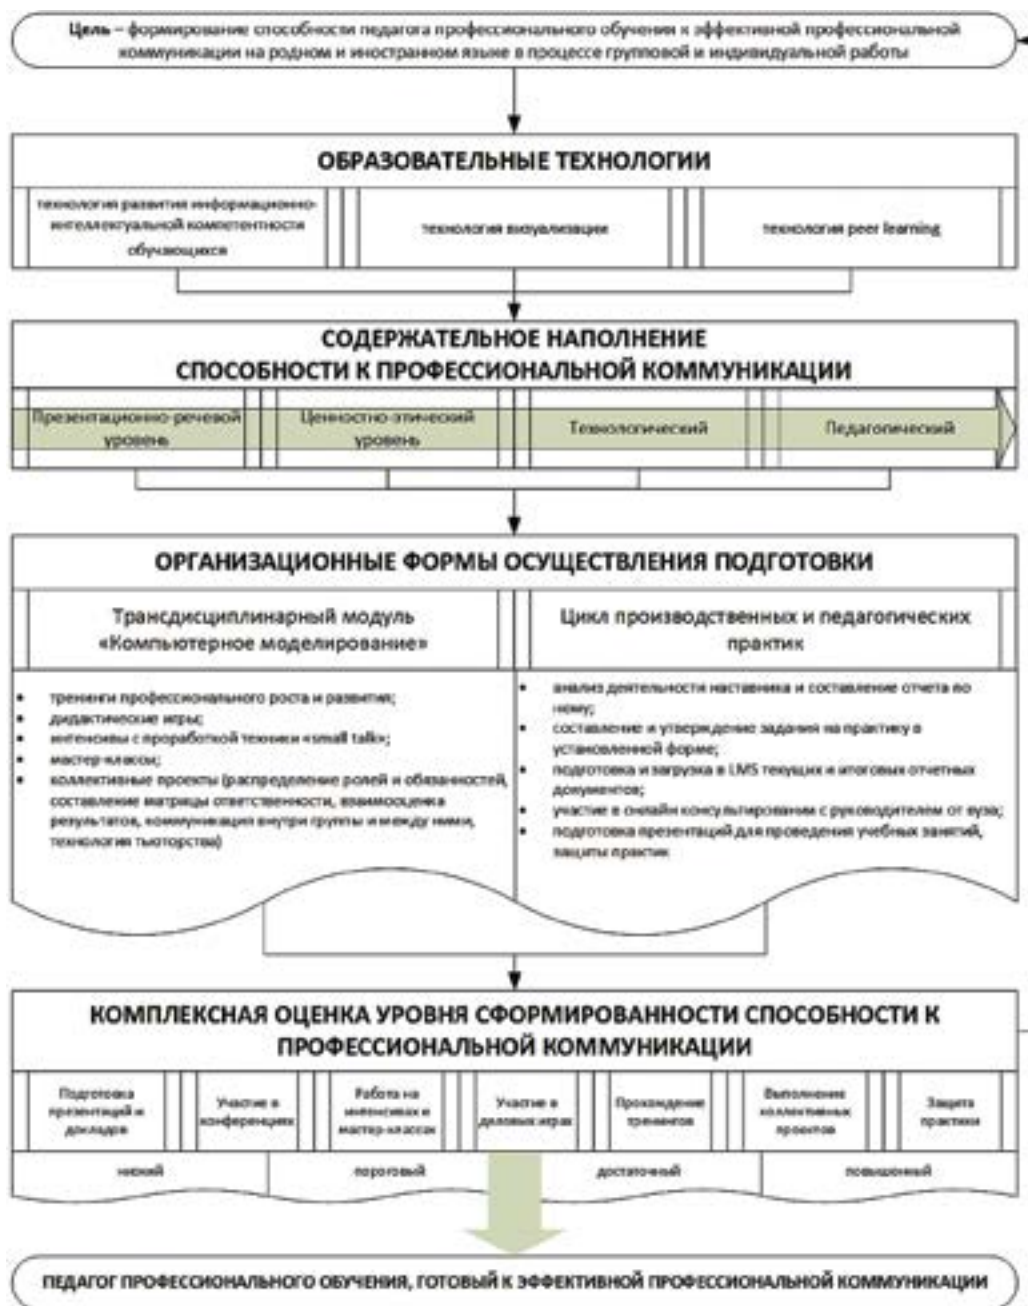 Цель – формирование способности педагога профессионального обучения к эффективной профессиональной
коммуникации на родном и иностранном языке в процессе групповой и индивидуальной работы
ОБРАЗОВАТЕЛЬНЫЕ ТЕХНОЛОГИИ
технология развития информационно-
интеллектуальной компетентности
обучающихся
технология визуализации
технология peer learning
СОДЕРЖАТЕЛЬНОЕ НАПОЛНЕНИЕ
СПОСОБНОСТИ К ПРОФЕССИОНАЛЬНОЙ КОММУНИКАЦИИ
Презентационно-речевой
уровень
Ценностно-этический
уровень
Технологический
Педагогический
ОРГАНИЗАЦИОННЫЕ ФОРМЫ ОСУЩЕСТВЛЕНИЯ ПОДГОТОВКИ
Трансдисциплинарный модуль
«Компьютерное моделирование»
• тренинги профессионального роста и развития;
• дидактические игры;
• интенсивы с проработкой техники «small talk»;
• мастер-классы;
• коллективные проекты (распределение ролей и обязанностей,
составление матрицы ответственности, взаимооценка
результатов, коммуникация внутри группы и между ними,
технология тьюторства)
Цикл производственных и педагогических
практик
• анализ деятельности наставника и составление отчета по
нему;
• составление и утверждение задания на практику в
установленной форме;
• подготовка и загрузка в LMS текущих и итоговых отчетных
документов;
• участие в онлайн консультировании с руководителем от вуза;
• подготовка презентаций для проведения учебных занятий,
защиты практик
КОМПЛЕКСНАЯ ОЦЕНКА УРОВНЯ СФОРМИРОВАННОСТИ СПОСОБНОСТИ К
ПРОФЕССИОНАЛЬНОЙ КОММУНИКАЦИИ
Подготовка
презентаций и
докладов
Участие в
конференциях
Работа на
интенсивах и
мастер-классах
Участие в
деловых играх
Прохождение
тренингов
Выполнение
коллективных
проектов
Защита
практики
низкий
пороговый
достаточный
повышенный
ПЕДАГОГ ПРОФЕССИОНАЛЬНОГО ОБУЧЕНИЯ, ГОТОВЫЙ К ЭФФЕКТИВНОЙ ПРОФЕССИОНАЛЬНОЙ КОММУНИКАЦИИ